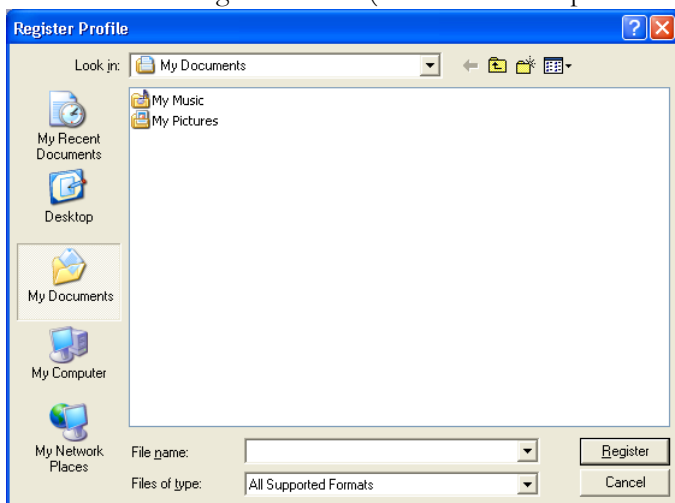 Register Profile
Look in: My Documents
My Music
My Pictures
My Recent
Documents
Desktop
My Documents
My Computer
My Network
Places
File name:
Register
Files of type: All Supported Formats
Cancel